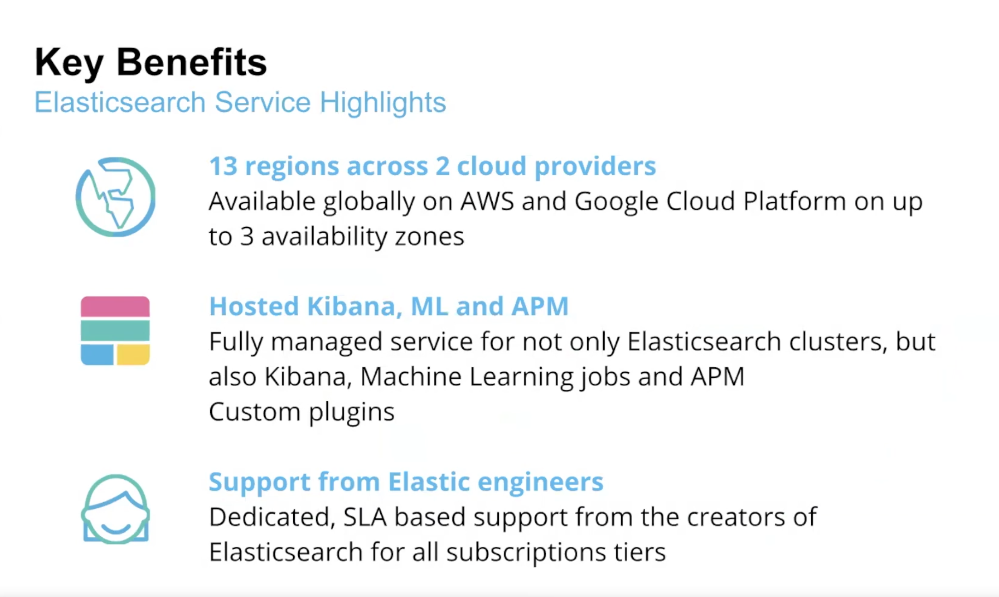 Key Benefits
Elasticsearch Service Highlights
13 regions across 2 cloud providers
Available globally on AWS and Google Cloud Platform on up
to 3 availability zones
Hosted Kibana, ML and APM
Fully managed service for not only Elasticsearch clusters, but
also Kibana, Machine Learning jobs and APM
Custom plugins
Support from Elastic engineers
Dedicated, SLA based support from the creators of
Elasticsearch for all subscriptions tiers